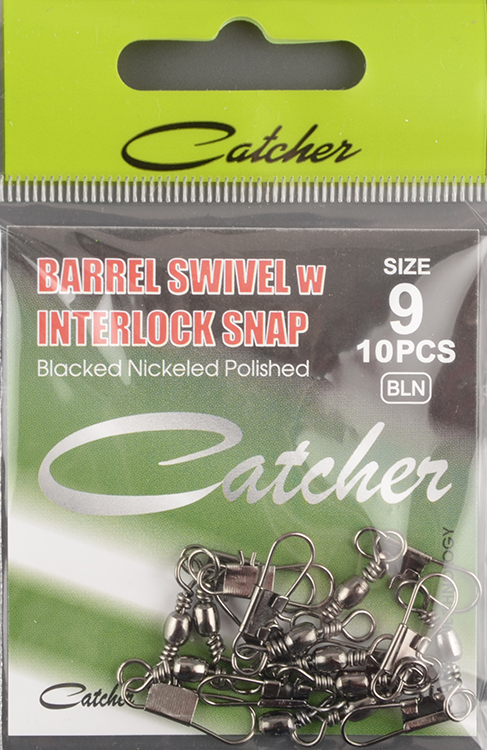 Catcher
BARREL SWIVEL w
INTERLOCK SNAP
Blacked Nickeled Polished
SIZE
9
10PCS
BLN
Catcher
Catcher